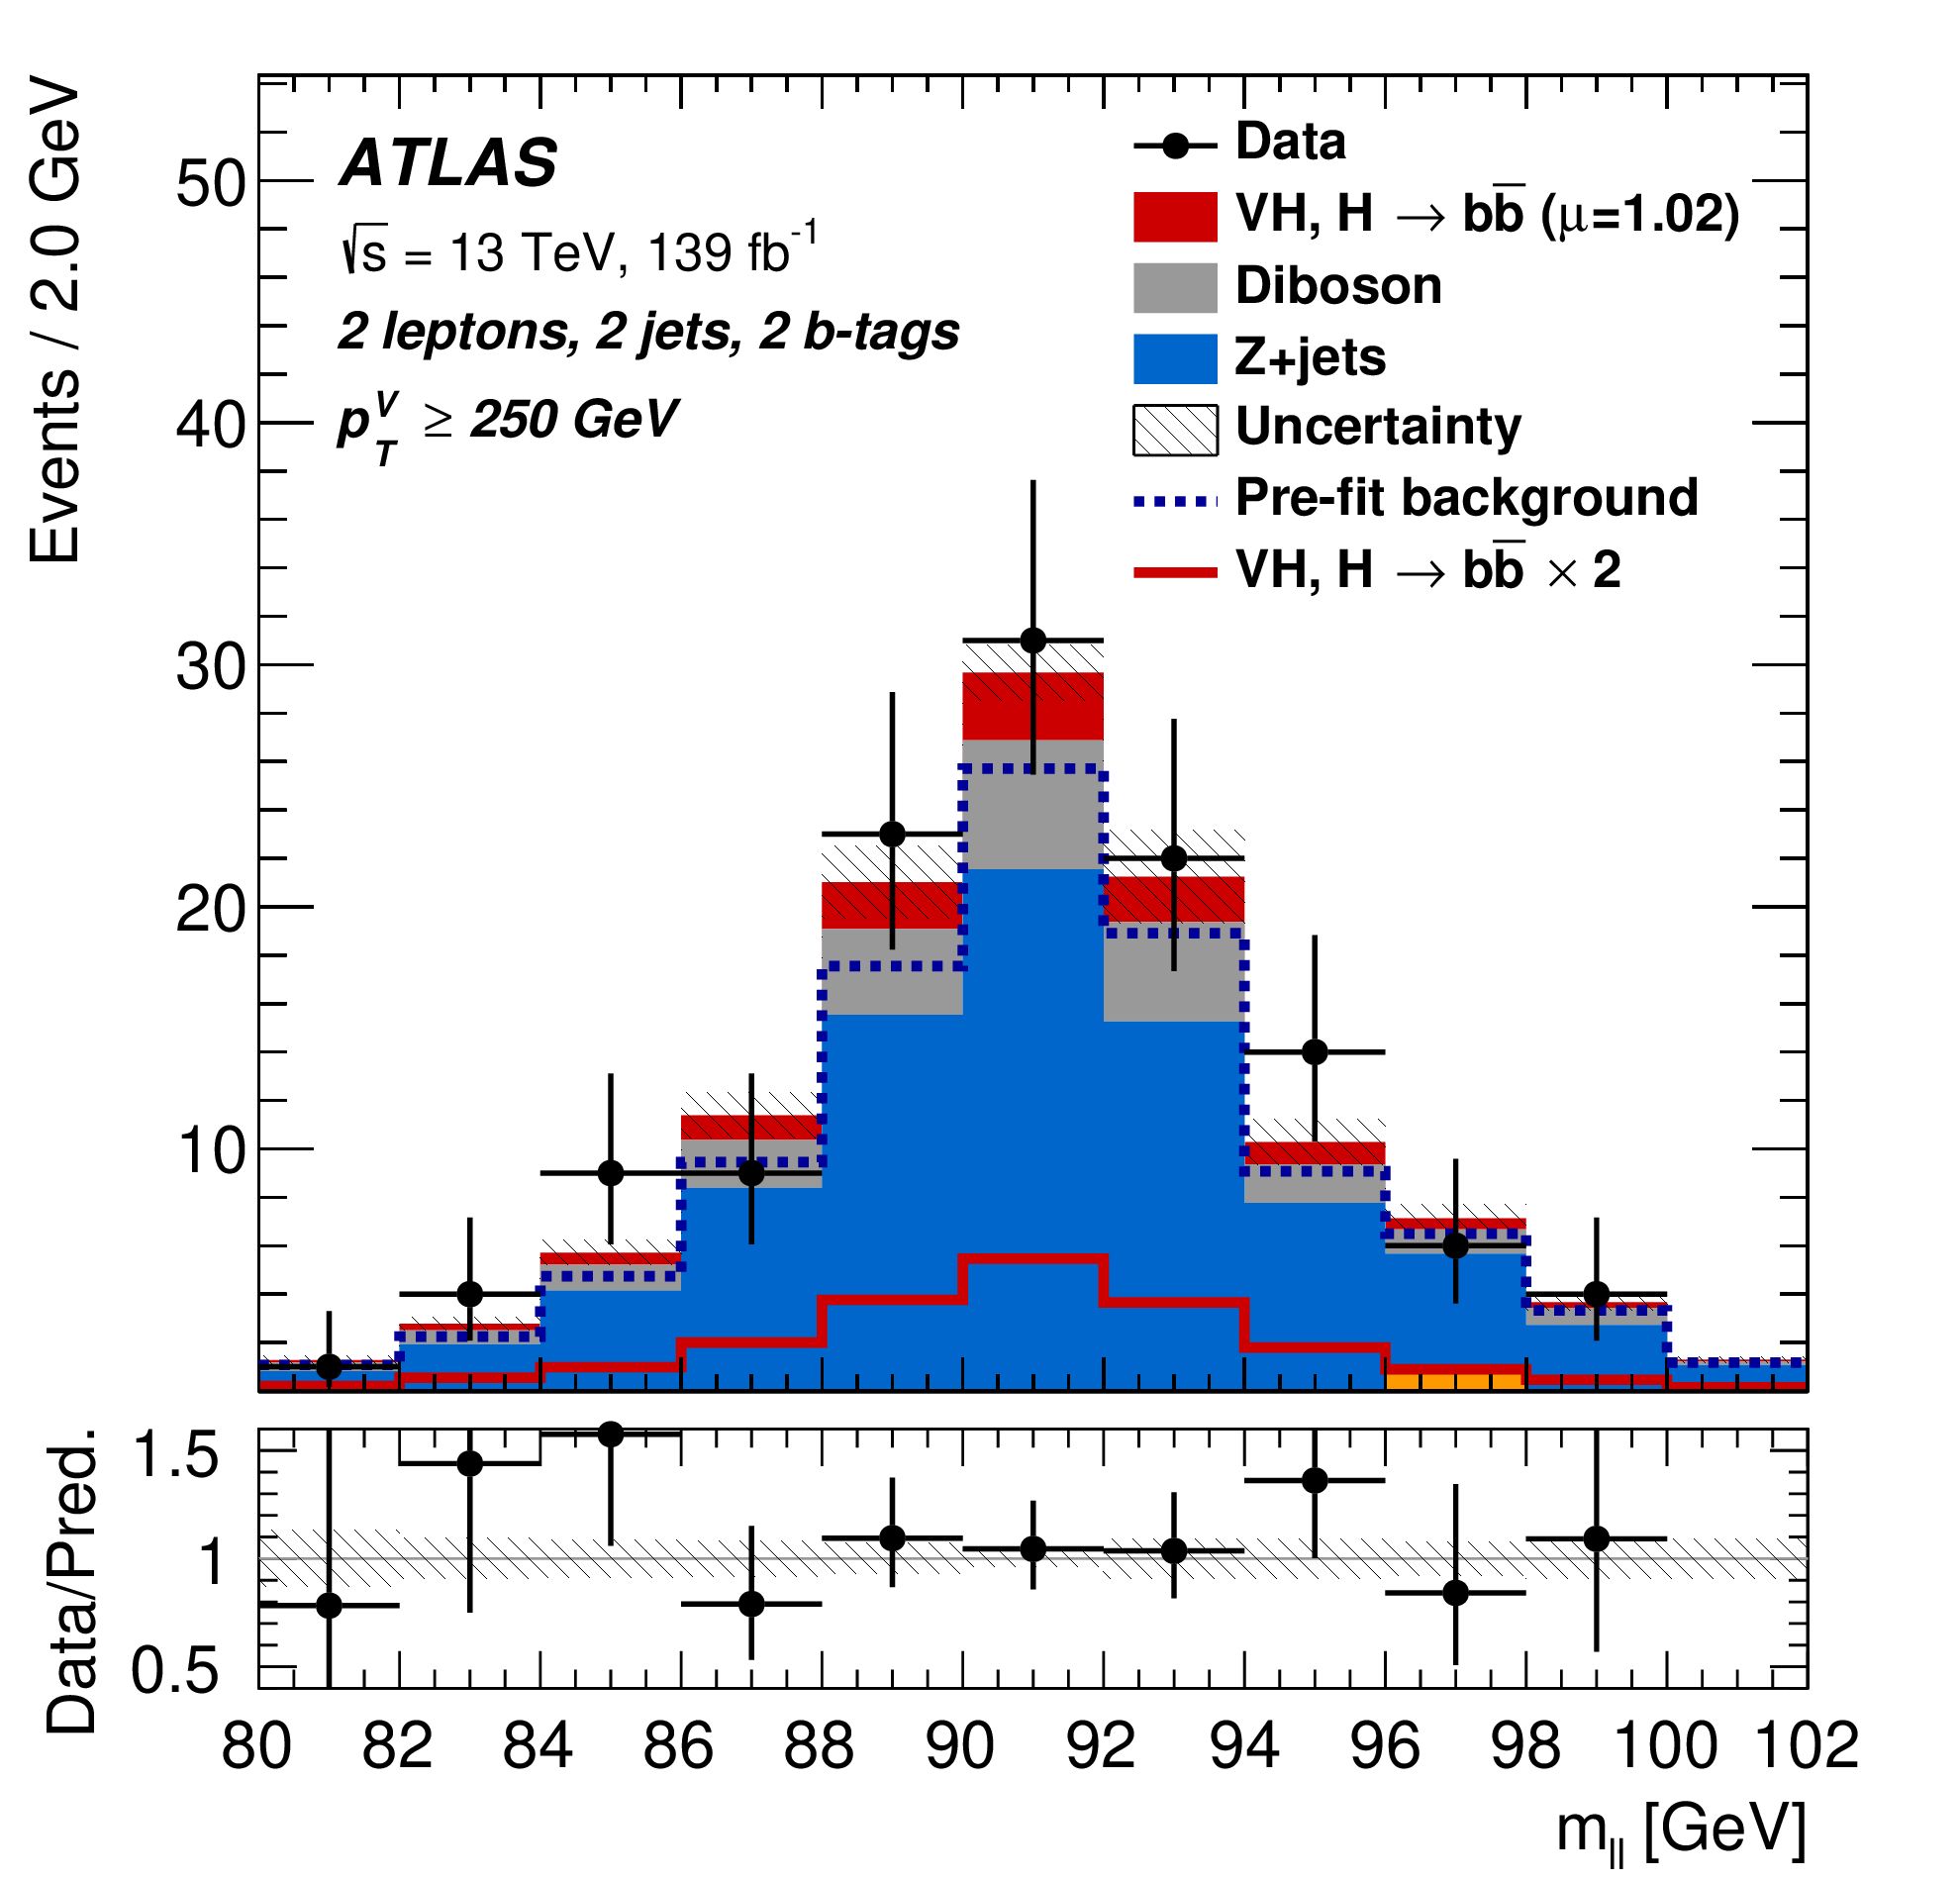 Events / 2.0 GeV
50
40
30
20
10
ATLAS
√s = 13 TeV, 139 fb⁻¹
2 leptons, 2 jets, 2 b-tags
p_T^V ≥ 250 GeV
Data
VH, H → bb̅ (μ=1.02)
Diboson
Z+jets
Uncertainty
Pre-fit background
VH, H → bb̅ × 2
Data/Pred.
1.5
1
0.5
80 82 84 86 88 90 92 94 96 98 100 102
m_ll [GeV]